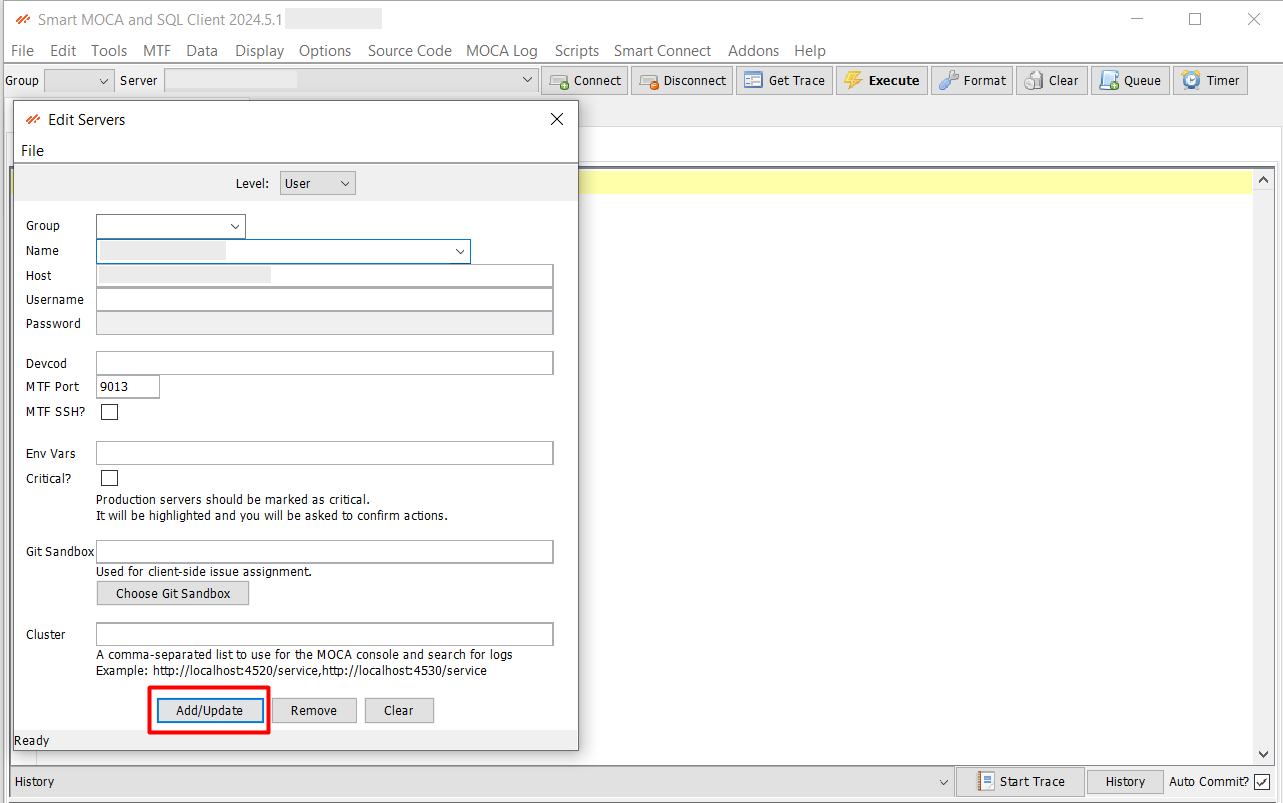 Smart MOCA and SQL Client 2024.5.1
File Edit Tools MTF Data Display Options Source Code MOCA Log Scripts Smart Connect Addons Help
Group Server Connect Disconnect Get Trace Execute Format Clear Queue Timer
Edit Servers
File
Level: User
Group
Name
Host
Username
Password
Devcod
MTF Port 9013
MTF SSH?
Env Vars
Critical?
Production servers should be marked as critical.
It will be highlighted and you will be asked to confirm actions.
Git Sandbox
Used for client-side issue assignment.
Choose Git Sandbox
Cluster
A comma-separated list to use for the MOCA console and search for logs
Example: http://localhost:4520/service,http://localhost:4530/service
Add/Update Remove Clear
Ready
History Start Trace History Auto Commit?